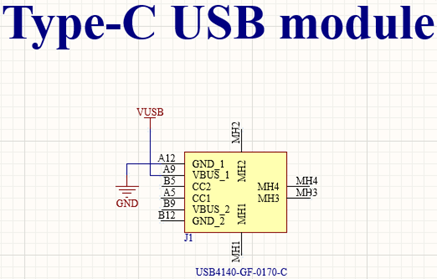 Type-C USB module
VUSB
MH2
A12 GND_1
A9 VBUS_1 MH2
B5 CC2 MH4 MH4
A5 CC1 MH3 MH3
B9 VBUS_2 MH1
B12 GND_2
GND
J1
MH1
USB4140-GF-0170-C